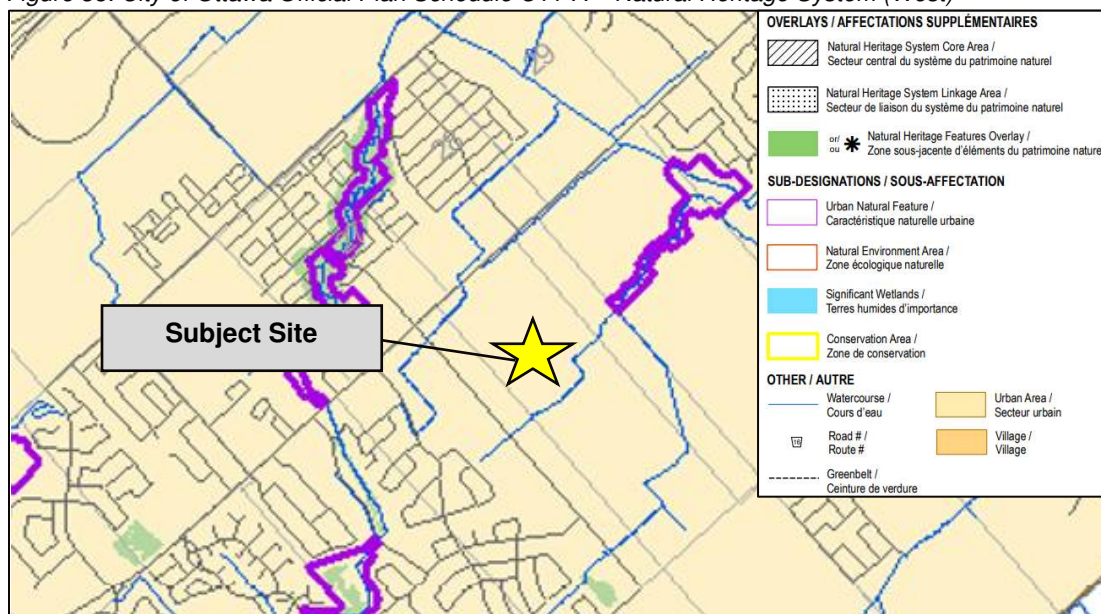 OVERLAYS / AFFECTATIONS SUPPLÉMENTAIRES
Natural Heritage System Core Area /
Secteur central du système du patrimoine naturel
Natural Heritage System Linkage Area /
Secteur de liaison du système du patrimoine naturel
or/
ou
Natural Heritage Features Overlay /
Zone sous-jacente d'éléments du patrimoine nature
SUB-DESIGNATIONS / SOUS-AFFECTATION
Urban Natural Feature /
Caractéristique naturelle urbaine
Natural Environment Area /
Zone écologique naturelle
Significant Wetlands /
Terres humides d'importance
Conservation Area /
Zone de conservation
OTHER / AUTRE
Watercourse /
Cours d'eau
Urban Area /
Secteur urbain
16
Road # /
Route #
Village /
Village
Greenbelt /
Ceinture de verdure
29
29
Subject Site